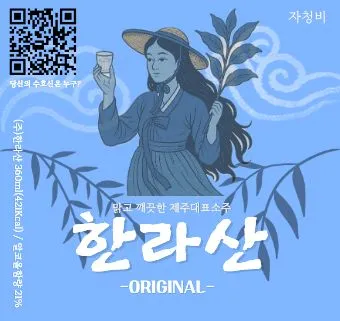 자청비
당신의 수호신은 누구?
(주)한라산 360ml(421Kcal) / 알코올함량 21%
맑고 깨끗한 제주대표소주
한라산
-ORIGINAL-